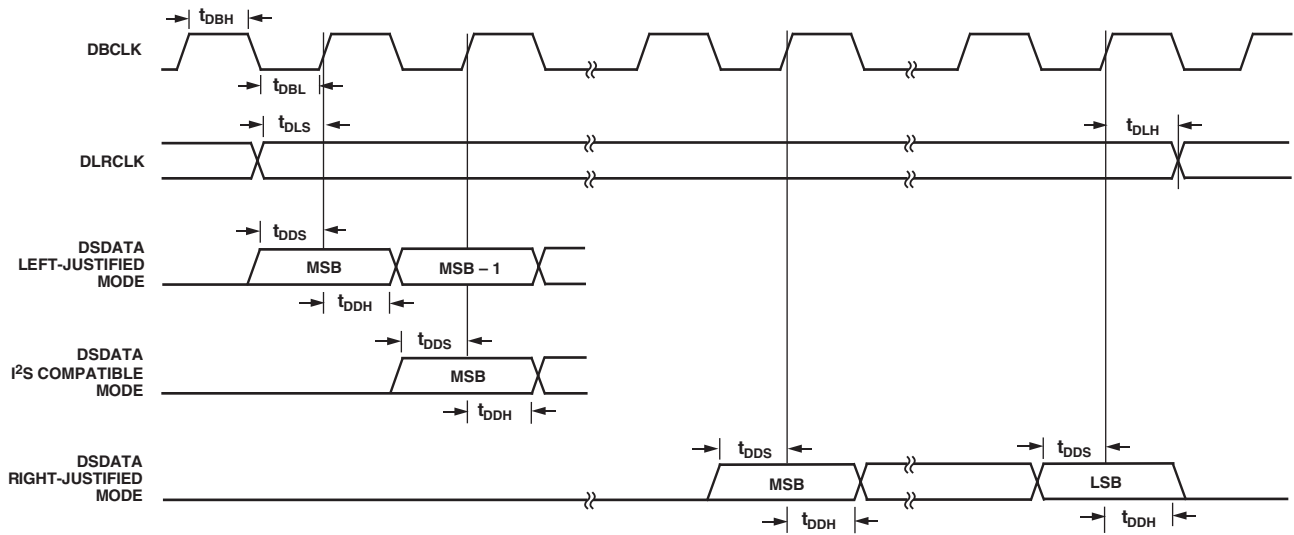 tDBH
DBCLK
tDBL
tDLS
tDLH
DLRCLK
DSDATA
LEFT-JUSTIFIED
MODE
tDDS
MSB
MSB – 1
tDDH
DSDATA
I²S COMPATIBLE
MODE
tDDS
MSB
tDDH
DSDATA
RIGHT-JUSTIFIED
MODE
tDDS
tDDS
MSB
LSB
tDDH
tDDH